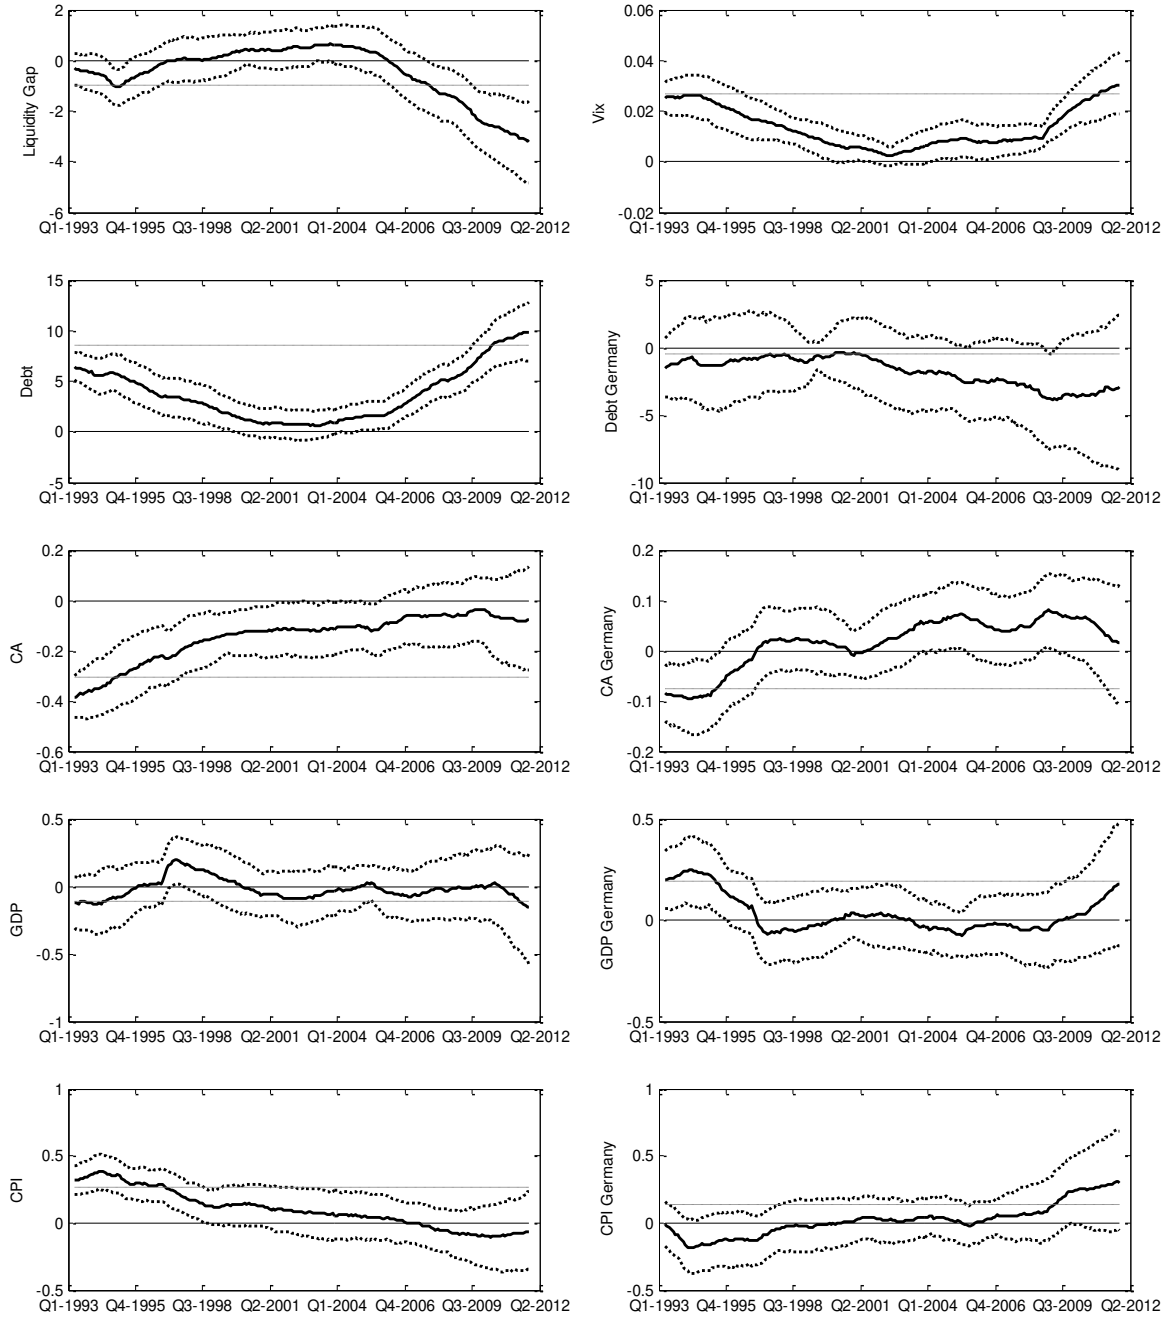 Liquidity Gap
2
0
-2
-4
-6
Q1-1993 Q4-1995 Q3-1998 Q2-2001 Q1-2004 Q4-2006 Q3-2009 Q2-2012
Vix
0.06
0.04
0.02
0
-0.02
Q1-1993 Q4-1995 Q3-1998 Q2-2001 Q1-2004 Q4-2006 Q3-2009 Q2-2012
Debt
15
10
5
0
-5
Q1-1993 Q4-1995 Q3-1998 Q2-2001 Q1-2004 Q4-2006 Q3-2009 Q2-2012
Debt Germany
5
0
-5
-10
Q1-1993 Q4-1995 Q3-1998 Q2-2001 Q1-2004 Q4-2006 Q3-2009 Q2-2012
CA
0.2
0
-0.2
-0.4
-0.6
Q1-1993 Q4-1995 Q3-1998 Q2-2001 Q1-2004 Q4-2006 Q3-2009 Q2-2012
CA Germany
0.2
0.1
0
-0.1
-0.2
Q1-1993 Q4-1995 Q3-1998 Q2-2001 Q1-2004 Q4-2006 Q3-2009 Q2-2012
GDP
0.5
0
-0.5
-1
Q1-1993 Q4-1995 Q3-1998 Q2-2001 Q1-2004 Q4-2006 Q3-2009 Q2-2012
GDP Germany
0.5
0
-0.5
Q1-1993 Q4-1995 Q3-1998 Q2-2001 Q1-2004 Q4-2006 Q3-2009 Q2-2012
CPI
1
0.5
0
-0.5
Q1-1993 Q4-1995 Q3-1998 Q2-2001 Q1-2004 Q4-2006 Q3-2009 Q2-2012
CPI Germany
1
0.5
0
-0.5
Q1-1993 Q4-1995 Q3-1998 Q2-2001 Q1-2004 Q4-2006 Q3-2009 Q2-2012